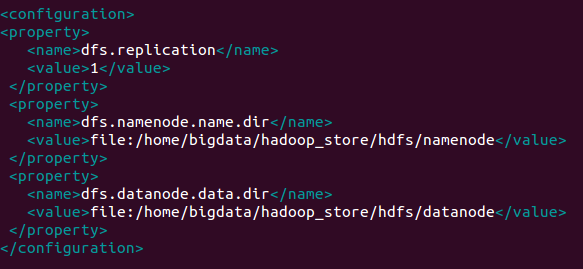 <configuration>
<property>
   <name>dfs.replication</name>
   <value>1</value>
 </property>
 <property>
   <name>dfs.namenode.name.dir</name>
   <value>file:/home/bigdata/hadoop_store/hdfs/namenode</value>
 </property>
 <property>
   <name>dfs.datanode.data.dir</name>
   <value>file:/home/bigdata/hadoop_store/hdfs/datanode</value>
 </property>
</configuration>